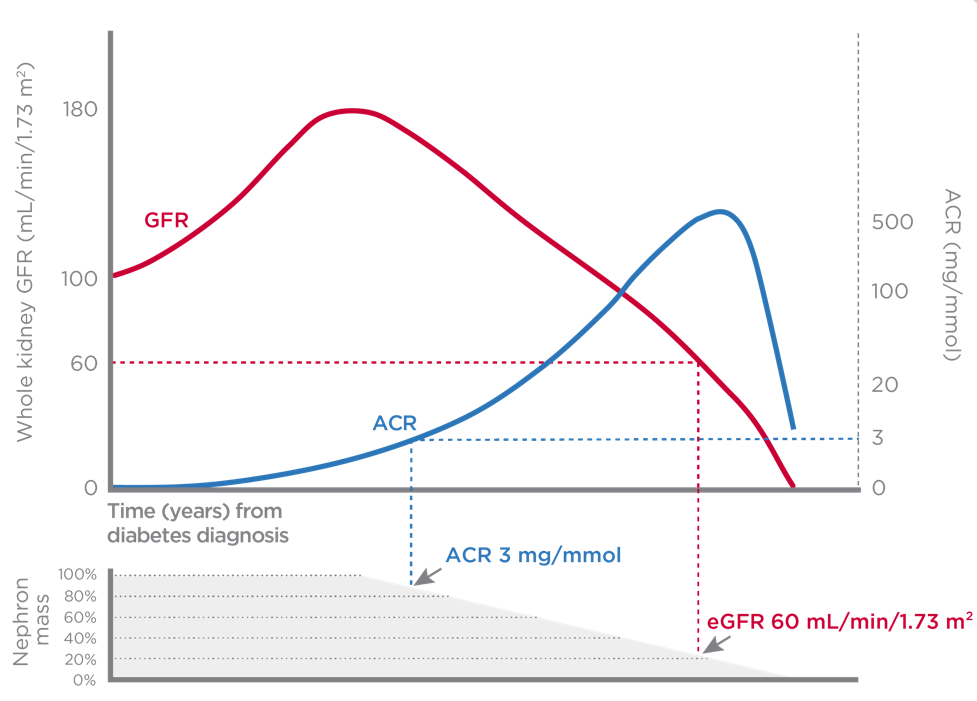 Whole kidney GFR (mL/min/1.73 m²)
180
100
60
0
GFR
ACR
500
100
20
3
0
ACR (mg/mmol)
Time (years) from
diabetes diagnosis
ACR 3 mg/mmol
eGFR 60 mL/min/1.73 m²
Nephron
mass
100%
80%
60%
40%
20%
0%